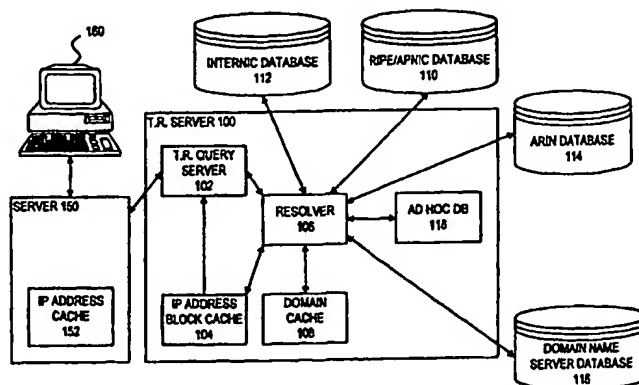 160
INTERNIC DATABASE
112
RIPE/APNIC DATABASE
110
T.R. SERVER 100
ARIN DATABASE
114
T.R. QUERY
SERVER
102
SERVER 150
RESOLVER
106
AD HOC DB
118
IP ADDRESS
CACHE
152
IP ADDRESS
BLOCK CACHE
104
DOMAIN
CACHE
108
DOMAIN NAME
SERVER DATABASE
116